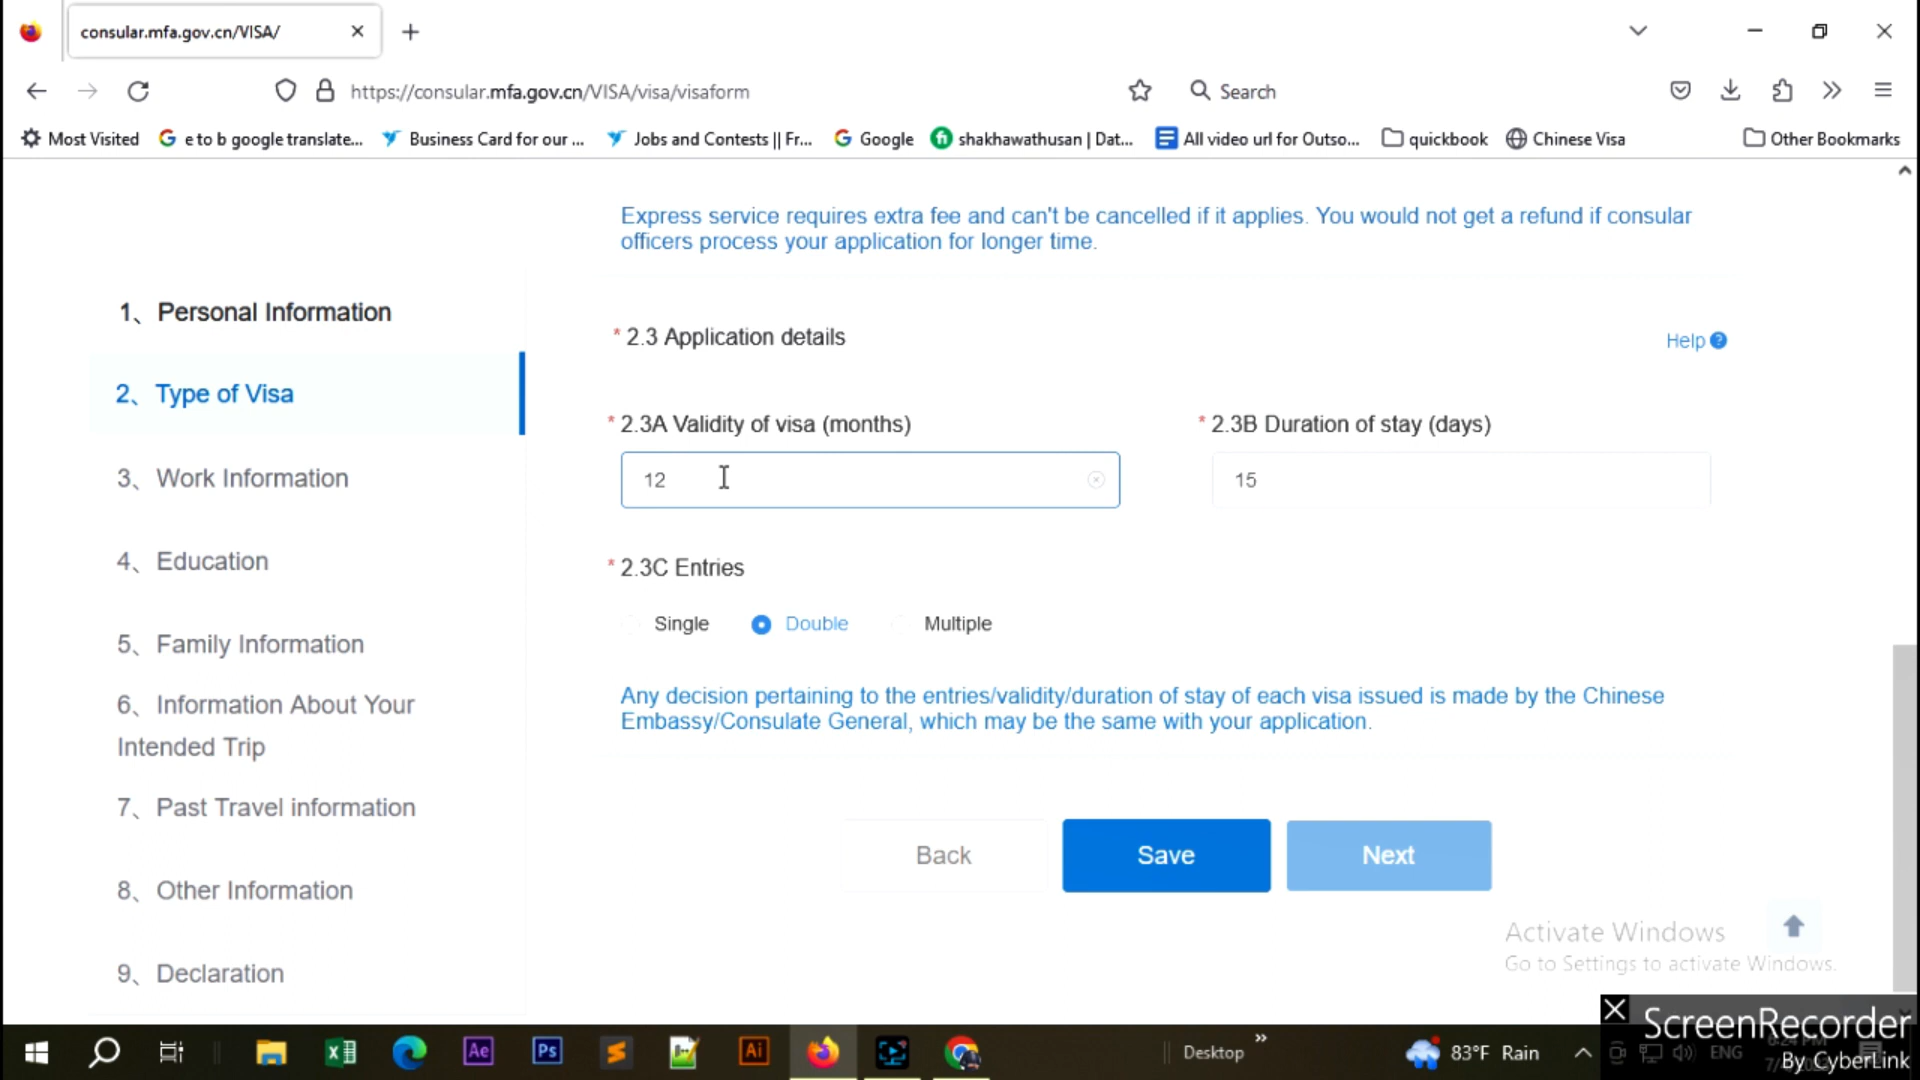 consular.mfa.gov.cn/VISA/
https://consular.mfa.gov.cn/VISA/visa/visaform
Search
Most Visited
e to b google translate...
Business Card for our ...
Jobs and Contests || Fr...
Google
shakhawathusan | Dat...
All video url for Outso...
quickbook
Chinese Visa
Other Bookmarks
Express service requires extra fee and can't be cancelled if it applies. You would not get a refund if consular
officers process your application for longer time.
1、 Personal Information
2、 Type of Visa
3、 Work Information
4、 Education
5、 Family Information
6、 Information About Your
Intended Trip
7、 Past Travel information
8、 Other Information
9、 Declaration
* 2.3 Application details
Help ?
* 2.3A Validity of visa (months)
12
* 2.3B Duration of stay (days)
15
* 2.3C Entries
Single
Double
Multiple
Any decision pertaining to the entries/validity/duration of stay of each visa issued is made by the Chinese
Embassy/Consulate General, which may be the same with your application.
Back
Save
Next
Activate Windows
Go to Settings to activate Windows.
ScreenRecorder
By CyberLink
Ae
Ps
Ai
Desktop
83°F Rain
ENG